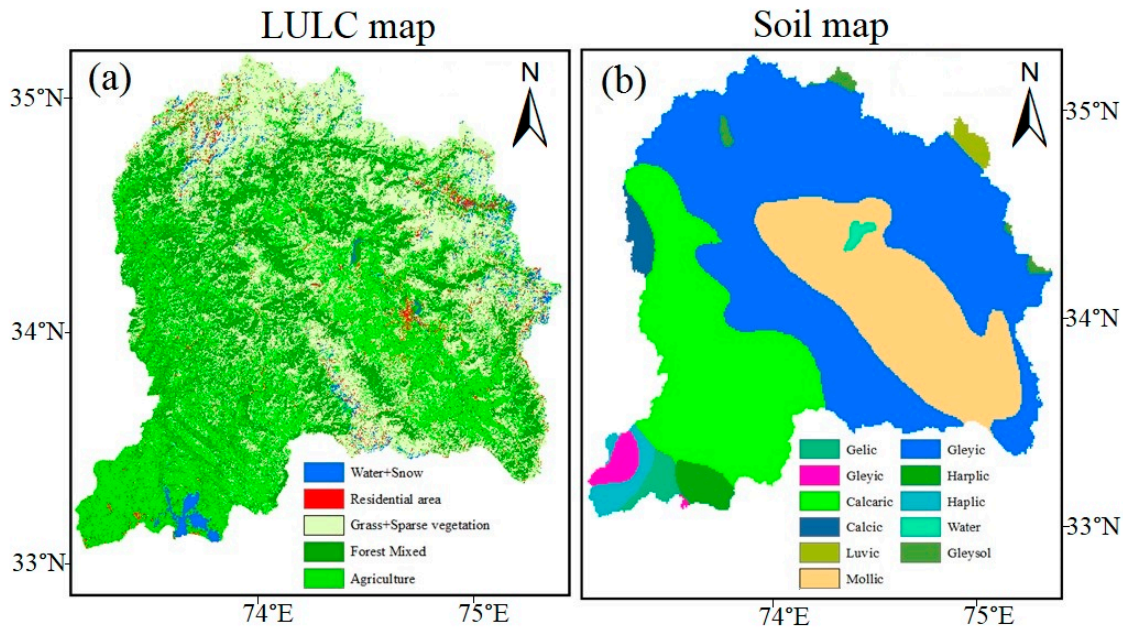 LULC map
Soil map
(a)
N
(b)
N
35°N
34°N
33°N
35°N
34°N
33°N
Water+Snow
Residential area
Grass+Sparse vegetation
Forest Mixed
Agriculture
Gelic
Gleyic
Calcaric
Calcic
Luvic
Mollic
Gleyic
Harplic
Haplic
Water
Gleysol
74°E
75°E
74°E
75°E